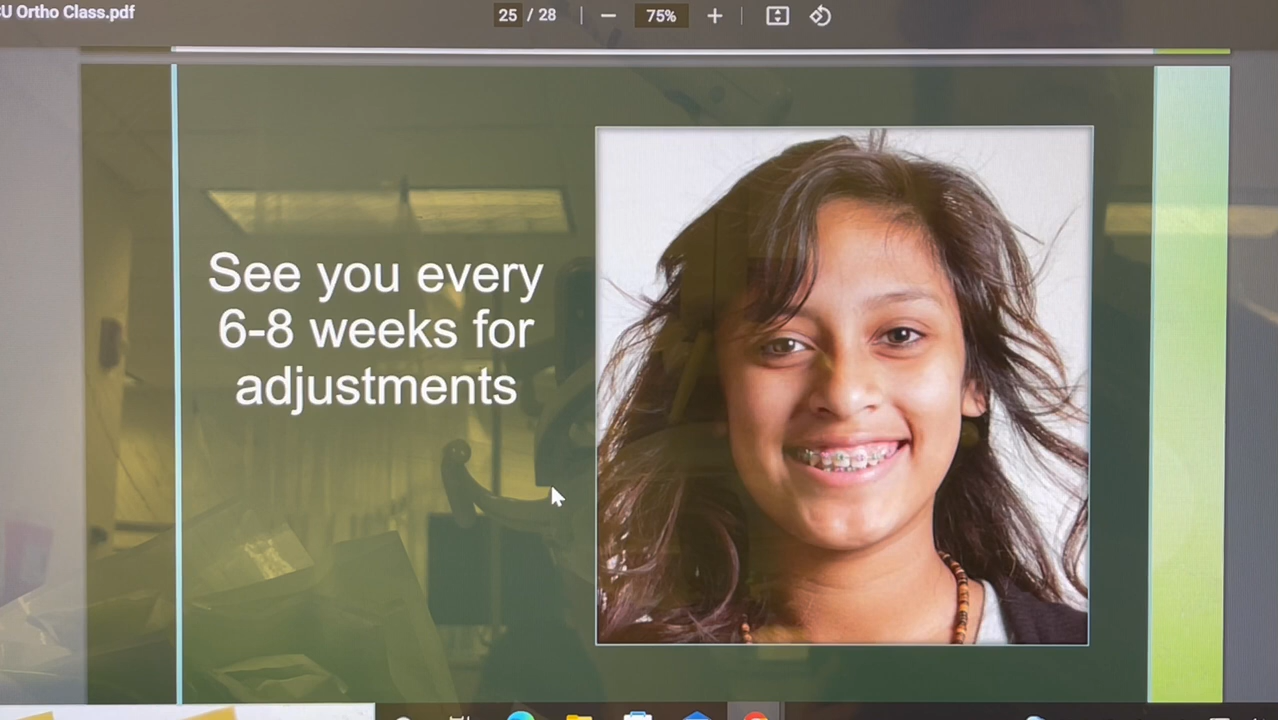 U Ortho Class.pdf
25 / 28
75%
See you every
6-8 weeks for
adjustments